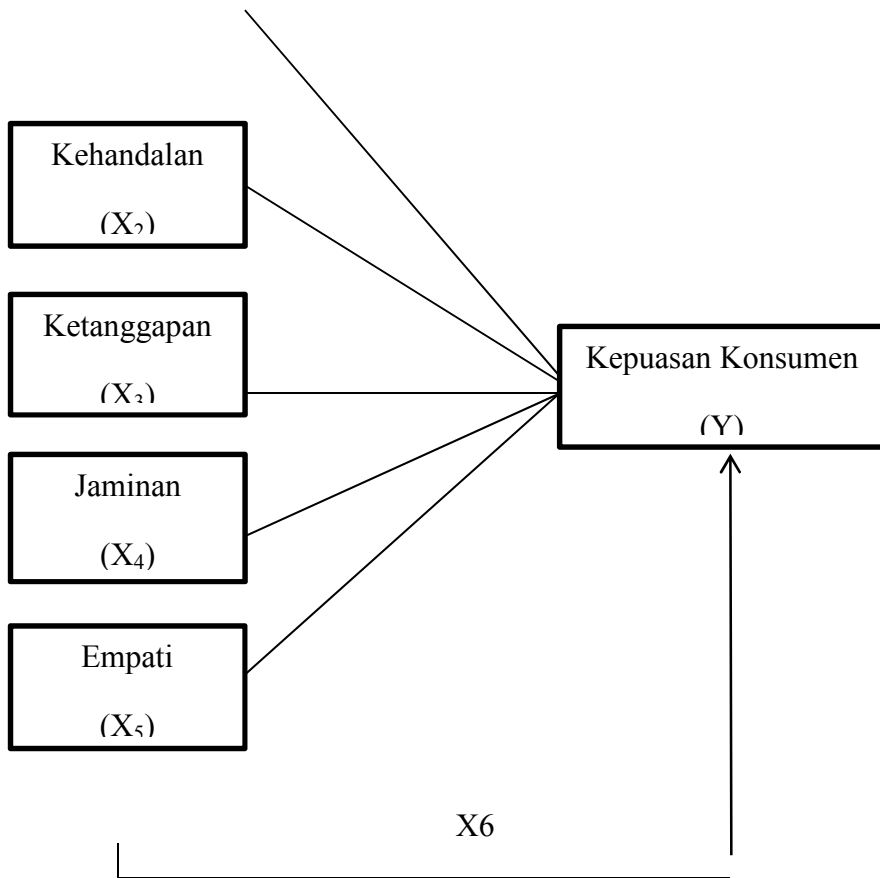 Kehandalan
(X₂)
Ketanggapan
(X₃)
Kepuasan Konsumen
(Y)
Jaminan
(X₄)
Empati
(X₅)
X6